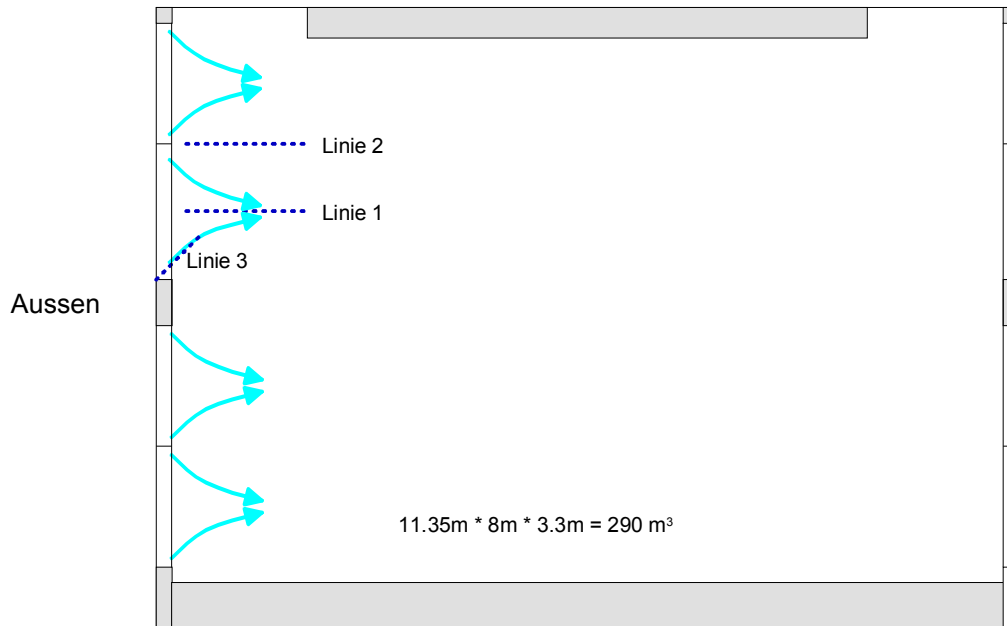 Linie 2
Linie 1
Linie 3
Aussen
11.35m * 8m * 3.3m = 290 m³